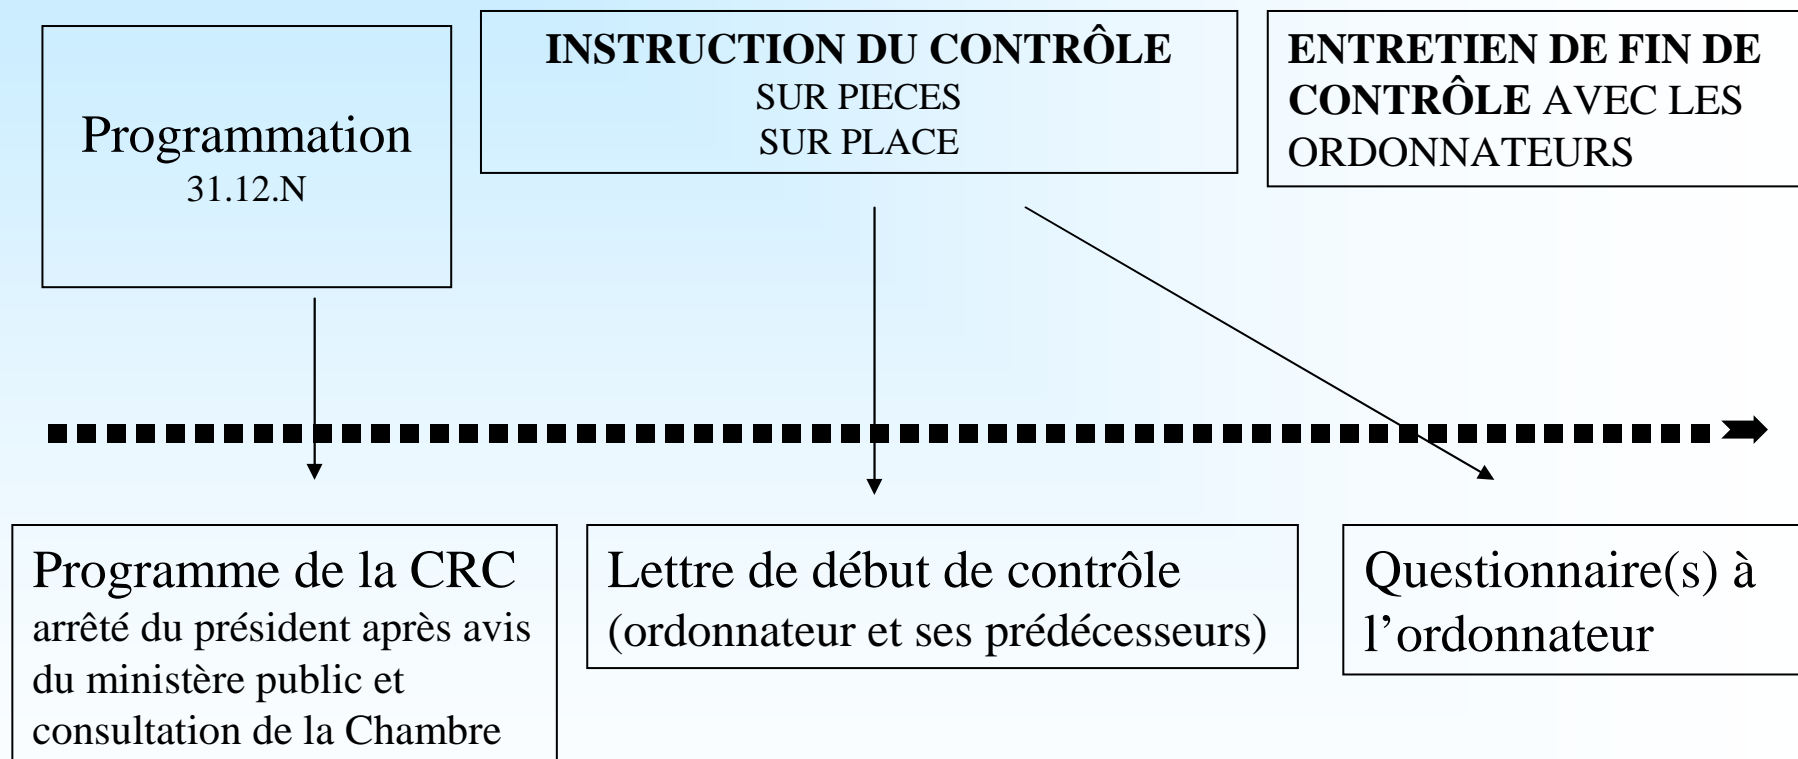 Programmation
31.12.N
INSTRUCTION DU CONTRÔLE
SUR PIECES
SUR PLACE
ENTRETIEN DE FIN DE
CONTRÔLE AVEC LES
ORDONNATEURS
Programme de la CRC
arrêté du président après avis
du ministère public et
consultation de la Chambre
Lettre de début de contrôle
(ordonnateur et ses prédécesseurs)
Questionnaire(s) à
l’ordonnateur